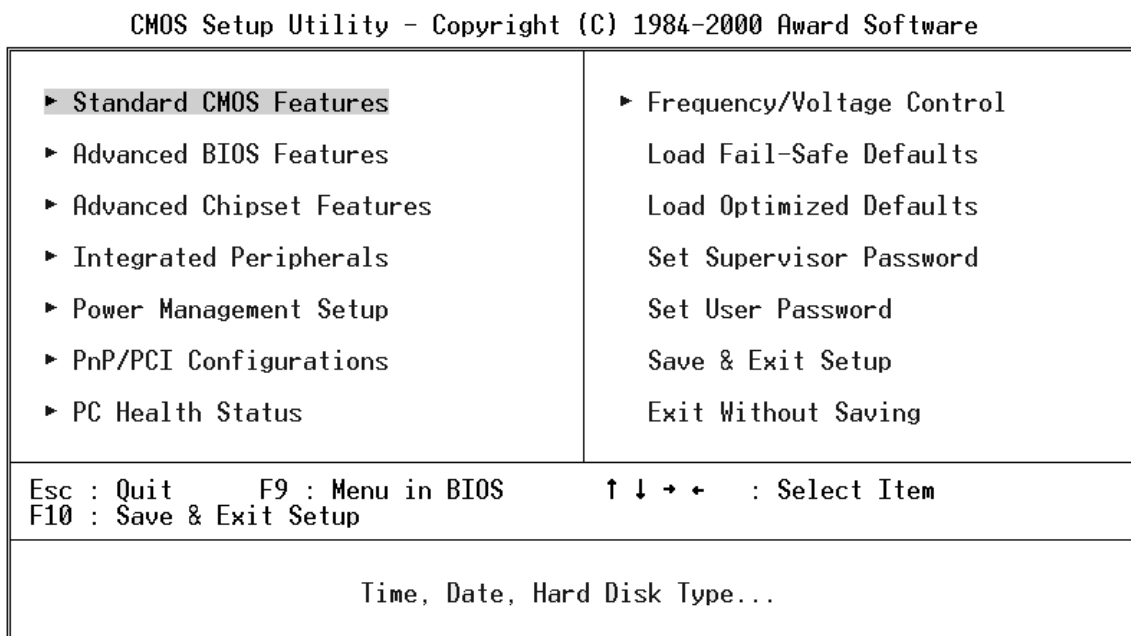 CMOS Setup Utility - Copyright (C) 1984-2000 Award Software
► Standard CMOS Features
► Advanced BIOS Features
► Advanced Chipset Features
► Integrated Peripherals
► Power Management Setup
► PnP/PCI Configurations
► PC Health Status
► Frequency/Voltage Control
Load Fail-Safe Defaults
Load Optimized Defaults
Set Supervisor Password
Set User Password
Save & Exit Setup
Exit Without Saving
Esc : Quit F9 : Menu in BIOS ↑ ↓ → ← : Select Item
F10 : Save & Exit Setup
Time, Date, Hard Disk Type...